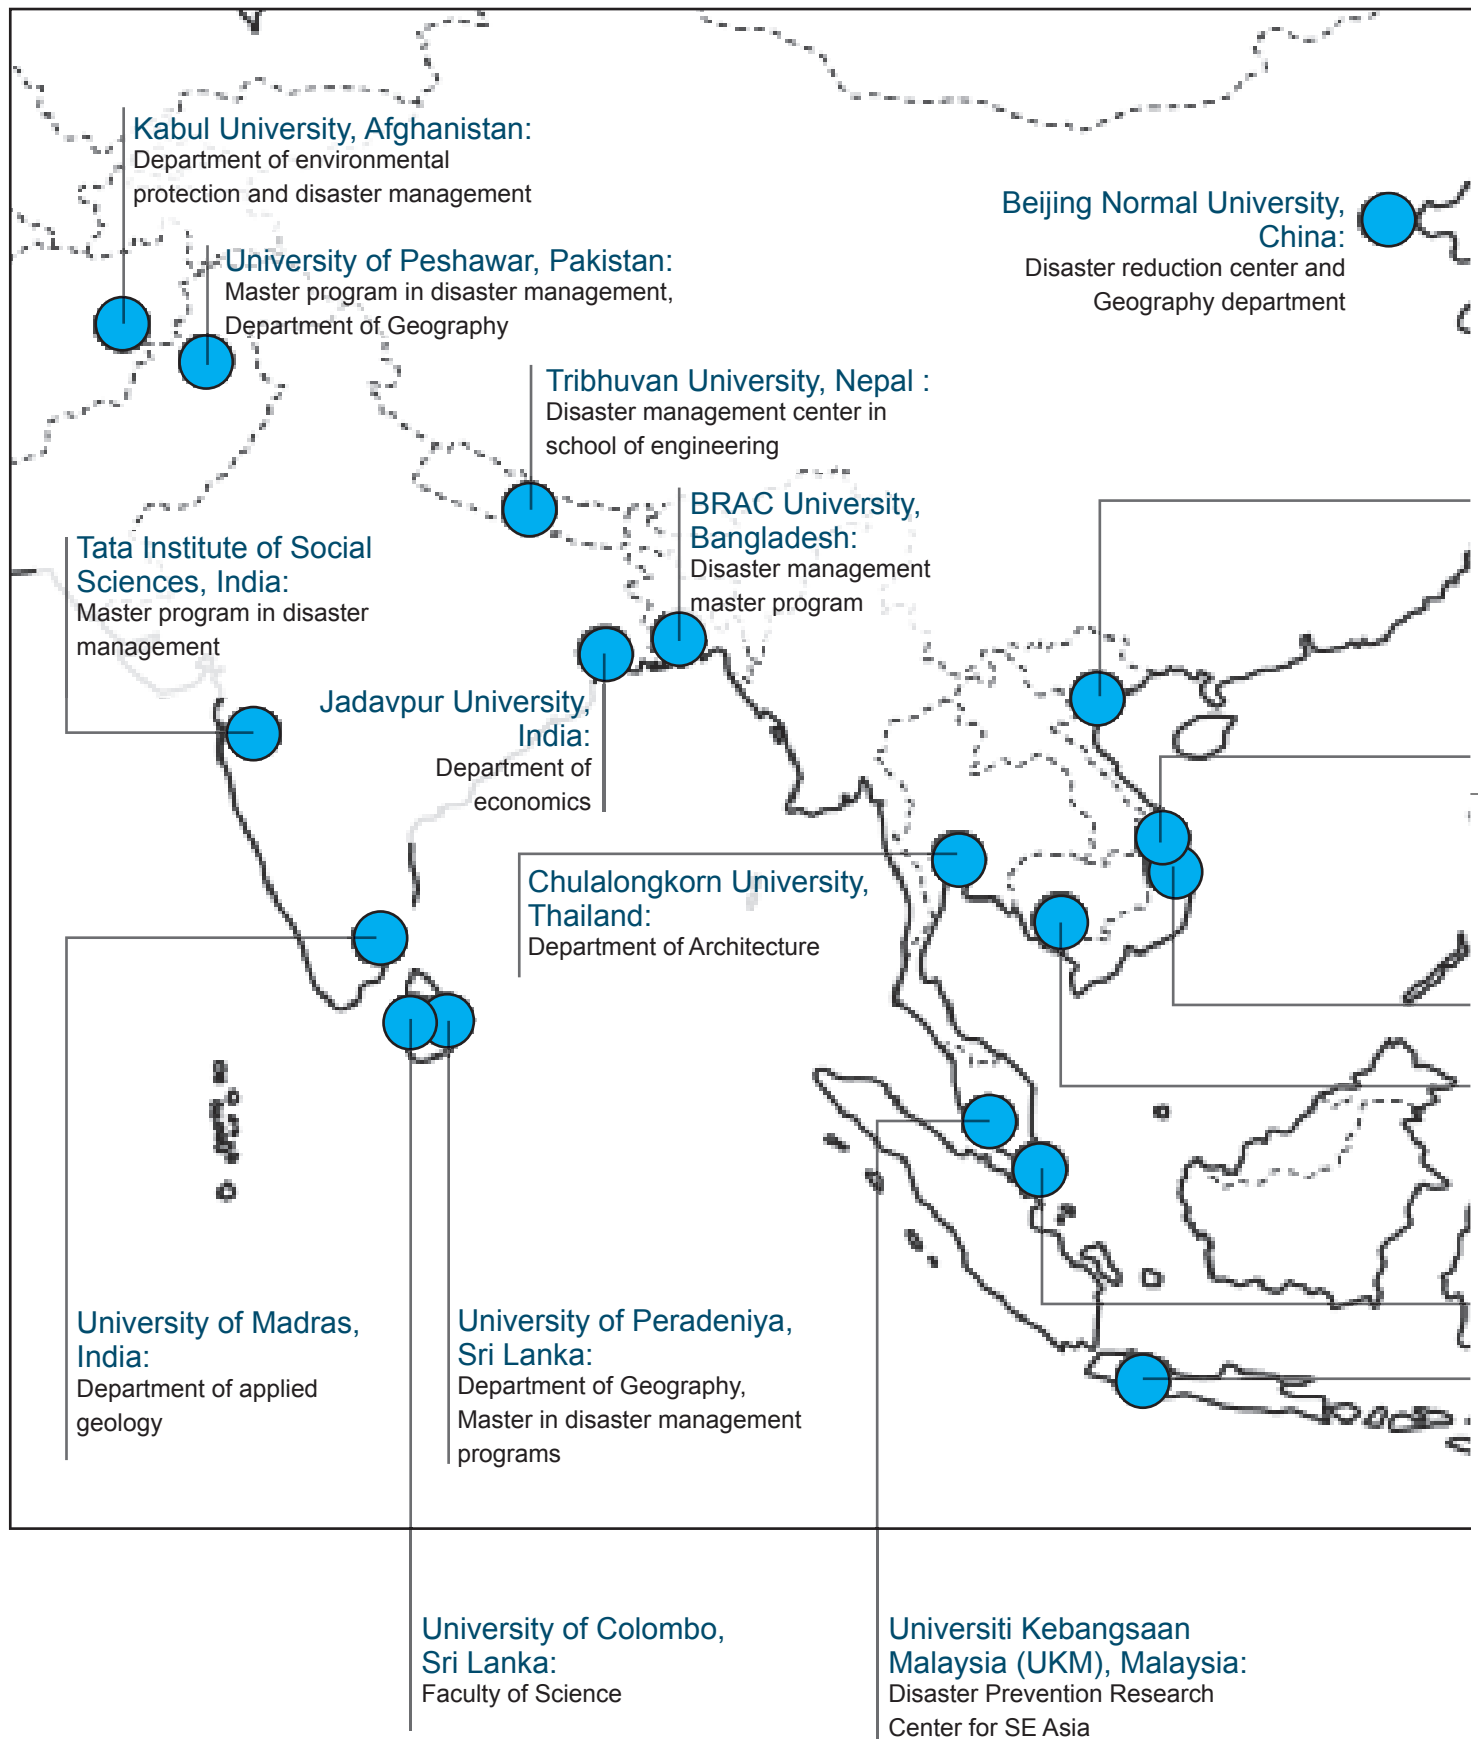 Kabul University, Afghanistan:
Department of environmental
protection and disaster management
Beijing Normal University,
China:
Disaster reduction center and
Geography department
University of Peshawar, Pakistan:
Master program in disaster management,
Department of Geography
Tribhuvan University, Nepal :
Disaster management center in
school of engineering
BRAC University,
Bangladesh:
Disaster management
master program
Tata Institute of Social
Sciences, India:
Master program in disaster
management
Jadavpur University,
India:
Department of
economics
Chulalongkorn University,
Thailand:
Department of Architecture
University of Madras,
India:
Department of applied
geology
University of Peradeniya,
Sri Lanka:
Department of Geography,
Master in disaster management
programs
University of Colombo,
Sri Lanka:
Faculty of Science
Universiti Kebangsaan
Malaysia (UKM), Malaysia:
Disaster Prevention Research
Center for SE Asia